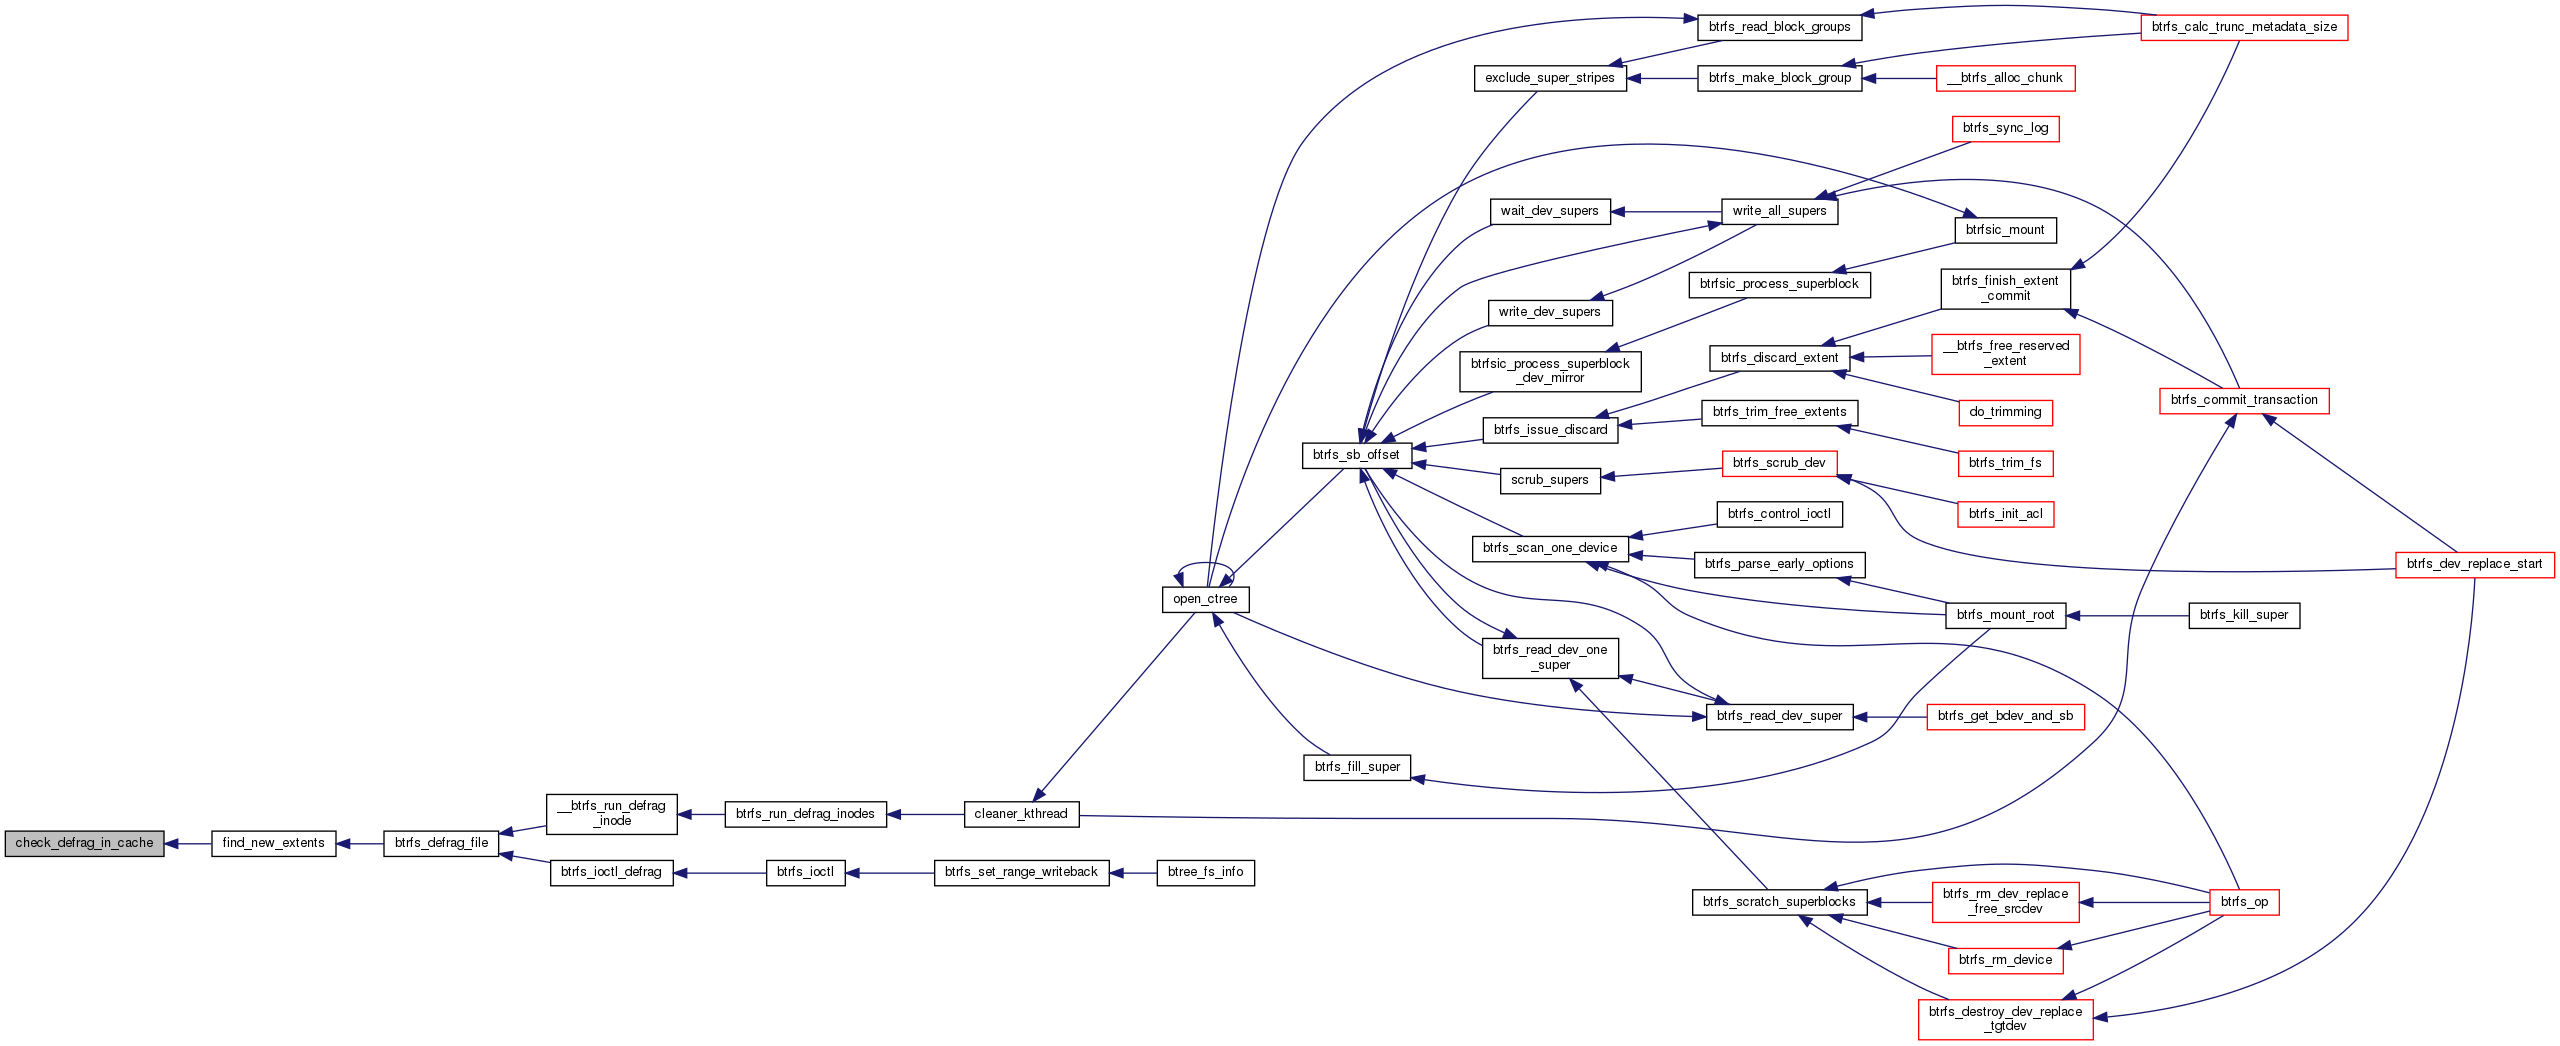 check_defrag_in_cache
find_new_extents
btrfs_defrag_file
__btrfs_run_defrag
_inode
btrfs_ioctl_defrag
btrfs_run_defrag_inodes
btrfs_ioctl
cleaner_kthread
btrfs_set_range_writeback
open_ctree
btree_fs_info
btrfs_sb_offset
btrfs_fill_super
exclude_super_stripes
wait_dev_supers
write_dev_supers
btrfsic_process_superblock
_dev_mirror
btrfs_issue_discard
scrub_supers
btrfs_scan_one_device
btrfs_read_dev_one
_super
btrfs_read_block_groups
btrfs_make_block_group
write_all_supers
btrfsic_process_superblock
btrfs_discard_extent
btrfs_trim_free_extents
btrfs_scrub_dev
btrfs_control_ioctl
btrfs_parse_early_options
btrfs_read_dev_super
btrfs_scratch_superblocks
__btrfs_alloc_chunk
btrfs_sync_log
btrfsic_mount
btrfs_finish_extent
_commit
__btrfs_free_reserved
_extent
do_trimming
btrfs_trim_fs
btrfs_init_acl
btrfs_mount_root
btrfs_get_bdev_and_sb
btrfs_rm_dev_replace
_free_srcdev
btrfs_rm_device
btrfs_destroy_dev_replace
_tgtdev
btrfs_calc_trunc_metadata_size
btrfs_commit_transaction
btrfs_kill_super
btrfs_op
btrfs_dev_replace_start